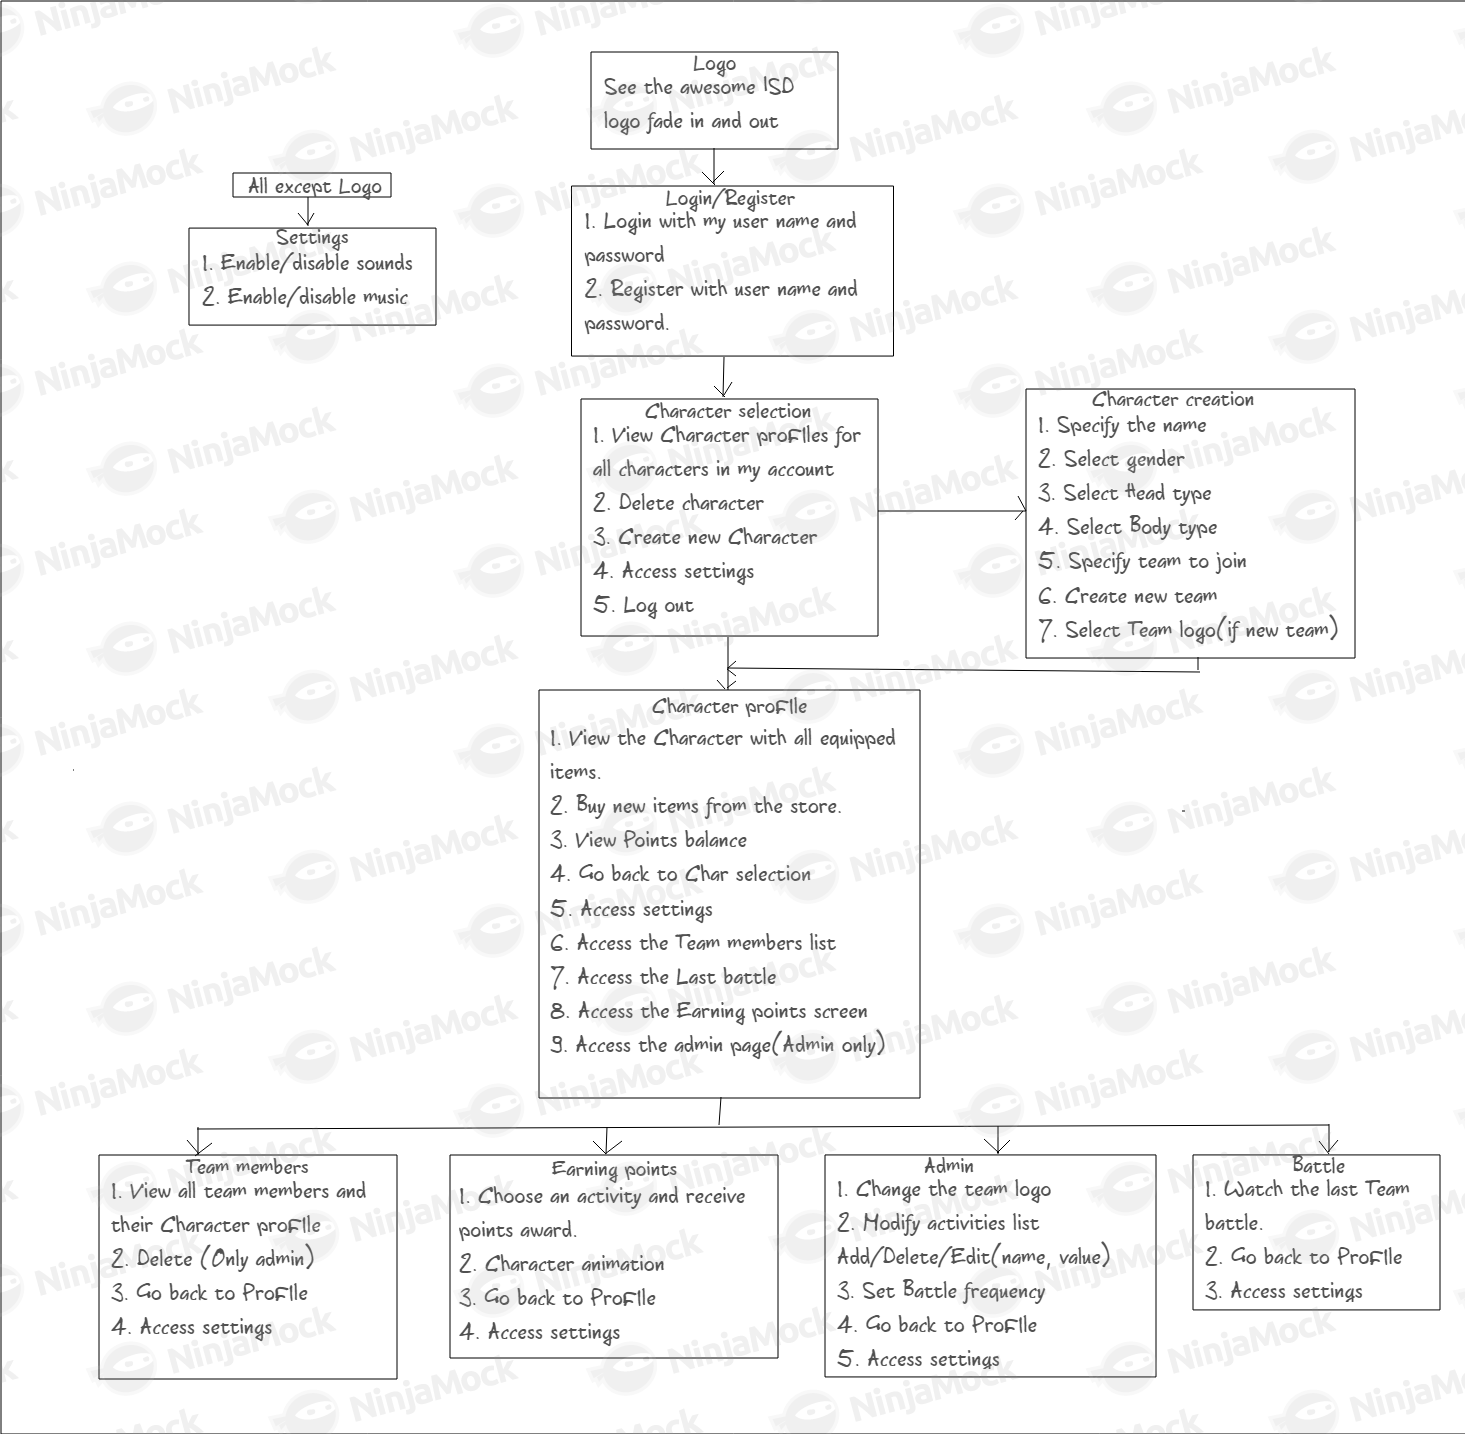 Logo
See the awesome ISD
logo fade in and out
All except Logo
Settings
1. Enable/disable sounds
2. Enable/disable music
Login/Register
1. Login with my user name and
password
2. Register with user name and
password.
Character selection
1. View Character profiles for
all characters in my account
2. Delete character
3. Create new Character
4. Access settings
5. Log out
Character creation
1. Specify the name
2. Select gender
3. Select Head type
4. Select Body type
5. Specify team to join
6. Create new team
7. Select Team logo(if new team)
Character profile
1. View the Character with all equipped
items.
2. Buy new items from the store.
3. View Points balance
4. Go back to Char selection
5. Access settings
6. Access the Team members list
7. Access the Last battle
8. Access the Earning points screen
9. Access the admin page(Admin only)
Team members
1. View all team members and
their Character profile
2. Delete (Only admin)
3. Go back to Profile
4. Access settings
Earning points
1. Choose an activity and receive
points award.
2. Character animation
3. Go back to Profile
4. Access settings
Admin
1. Change the team logo
2. Modify activities list
Add/Delete/Edit(name, value)
3. Set Battle frequency
4. Go back to Profile
5. Access settings
Battle
1. Watch the last Team
battle.
2. Go back to Profile
3. Access settings
NinjaMock